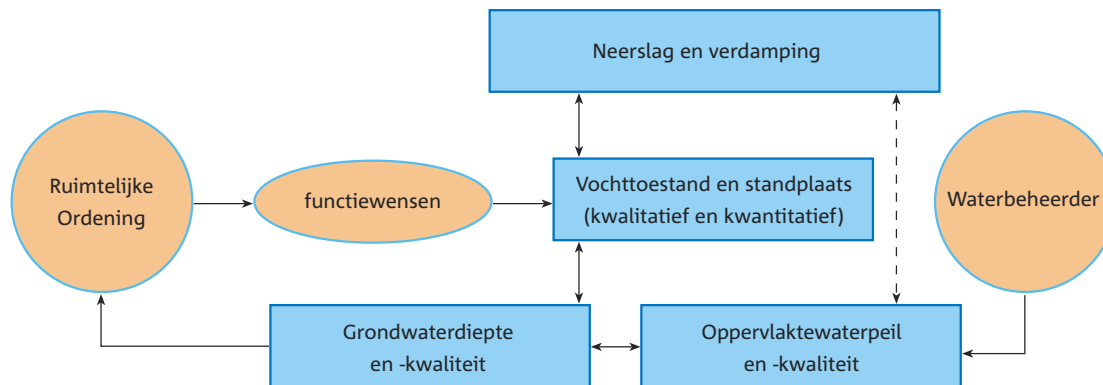 Neerslag en verdamping
Ruimtelijke
Ordening
functiewensen
Vochttoestand en standplaats
(kwalitatief en kwantitatief)
Waterbeheerder
Grondwaterdiepte
en -kwaliteit
Oppervlaktewaterpeil
en -kwaliteit